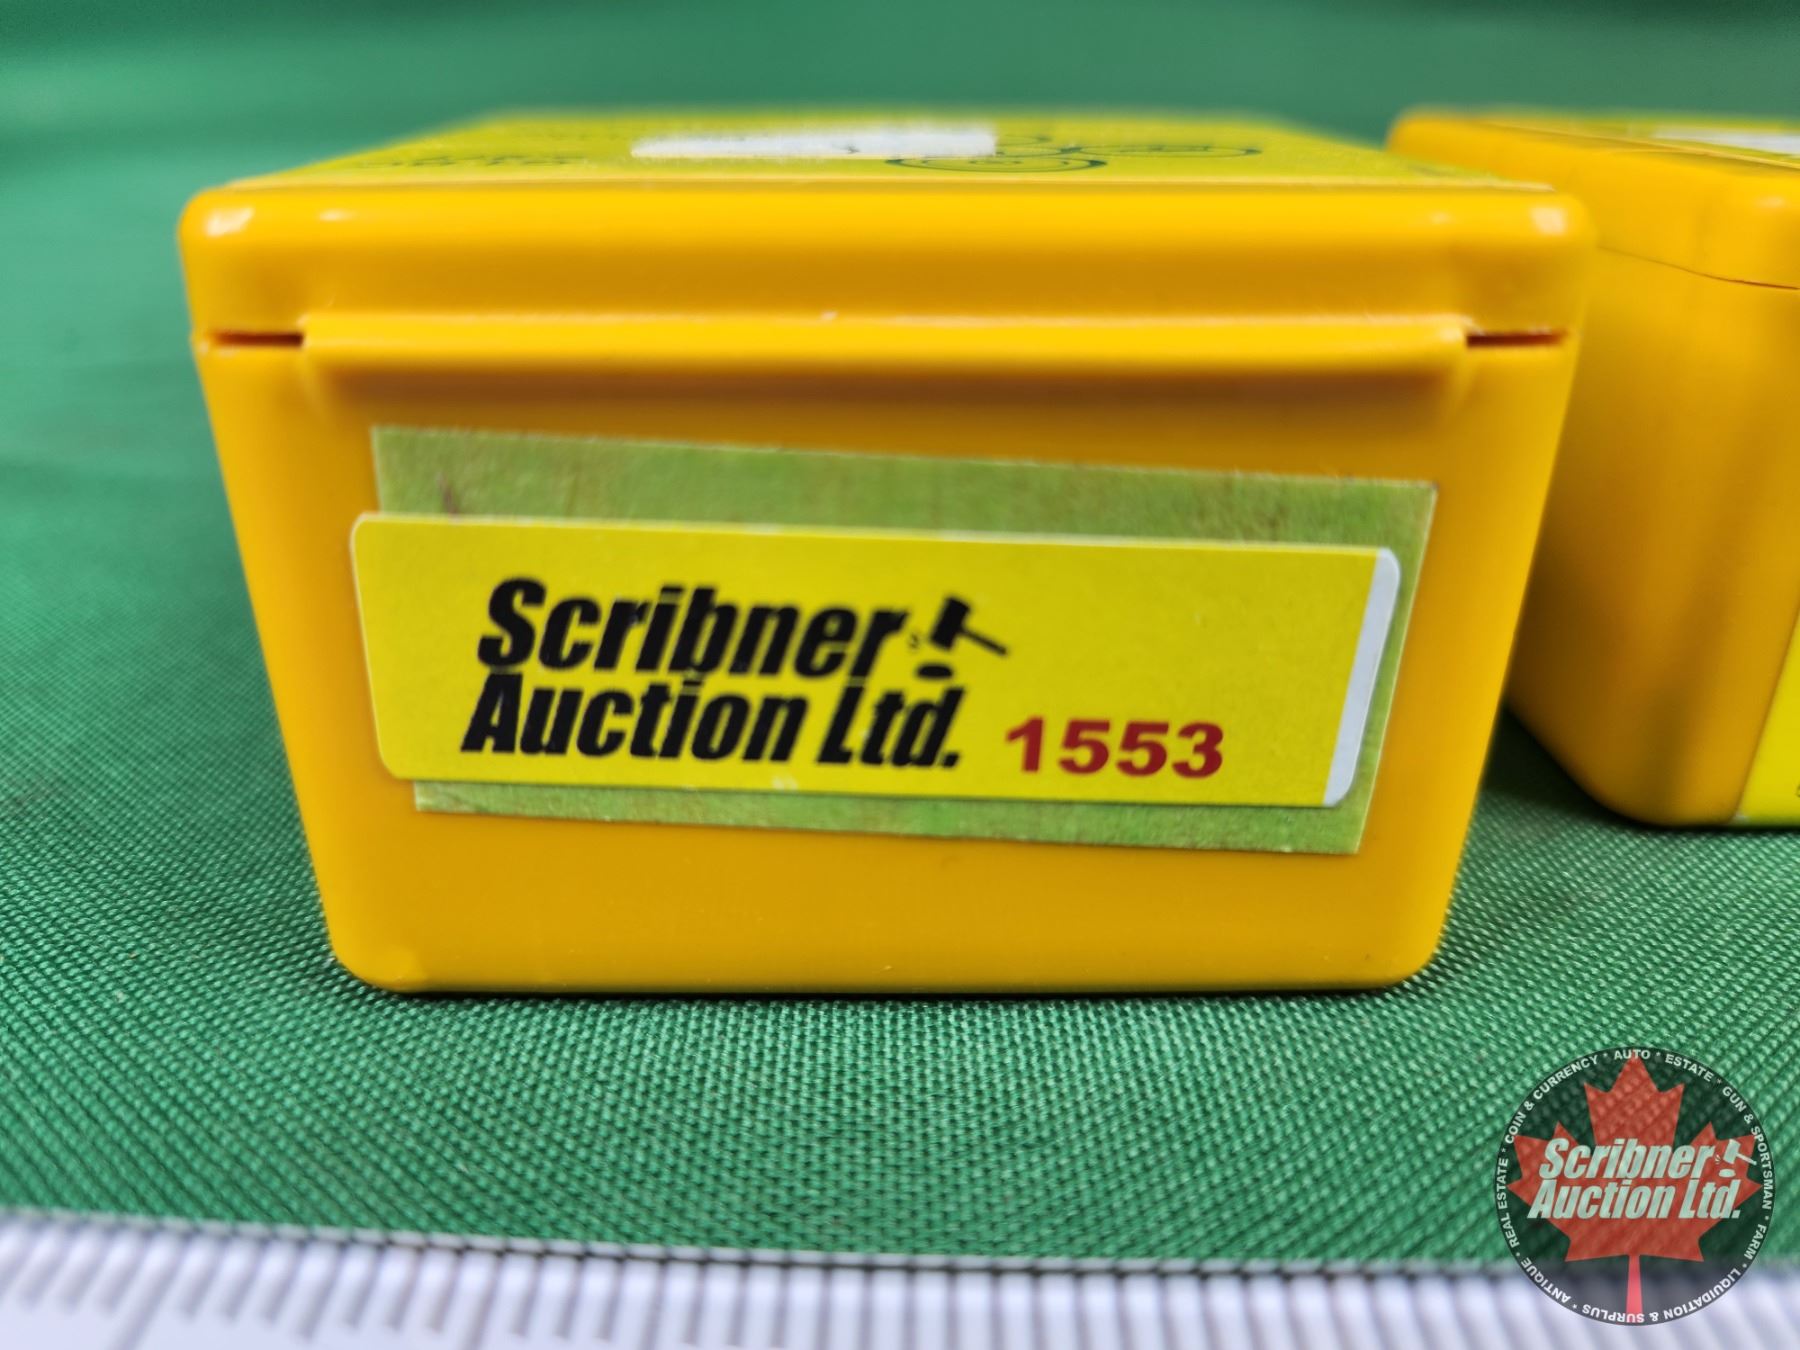 Scribner
Auction Ltd. 1553
COIN & CURRENCY * AUTO * ESTATE * GUN & SPORTSMAN * FARM * LIQUIDATION & SURPLUS * ANTIQUE * REAL ESTATE *
Scribner
Auction Ltd.